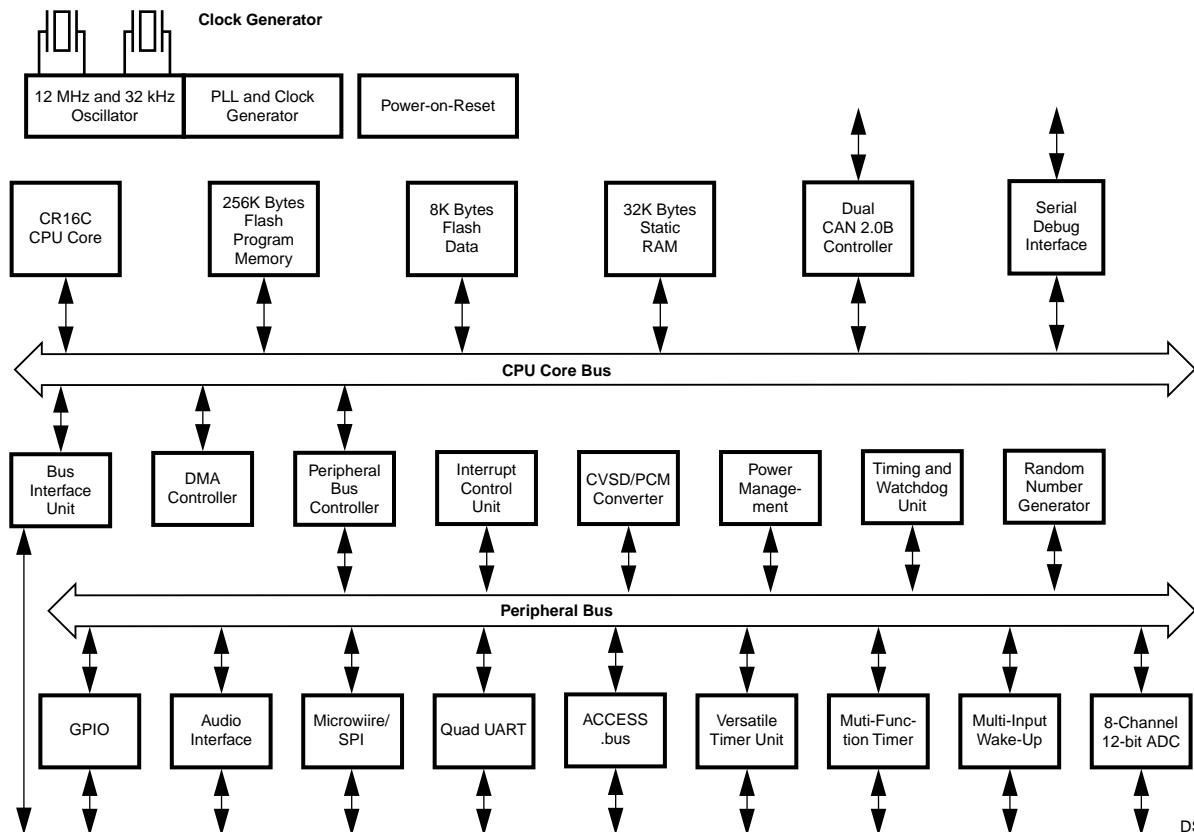 Clock Generator
12 MHz and 32 kHz
Oscillator
PLL and Clock
Generator
Power-on-Reset
CR16C
CPU Core
256K Bytes
Flash
Program
Memory
8K Bytes
Flash
Data
32K Bytes
Static
RAM
Dual
CAN 2.0B
Controller
Serial
Debug
Interface
CPU Core Bus
Bus
Interface
Unit
DMA
Controller
Peripheral
Bus
Controller
Interrupt
Control
Unit
CVSD/PCM
Converter
Power
Manage-
ment
Timing and
Watchdog
Unit
Random
Number
Generator
Peripheral Bus
GPIO
Audio
Interface
Microwiire/
SPI
Quad UART
ACCESS
.bus
Versatile
Timer Unit
Muti-Func-
tion Timer
Multi-Input
Wake-Up
8-Channel
12-bit ADC